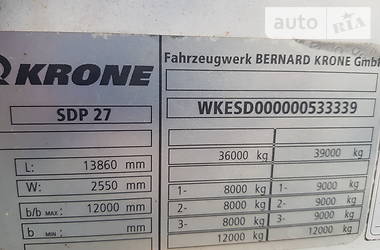 auto RIA
KRONE
Fahrzeugwerk BERNARD KRONE GmbH
SDP 27
WKESD000000533339
L: 13860 mm
W: 2550 mm
b/b MAX: 12000 mm
b MIN: mm
36000 kg 39000 kg
1- 8000 kg 1- 9000 kg
2- 8000 kg 2- 9000 kg
3- 8000 kg 3- 9000 kg
12000 kg 12000 kg